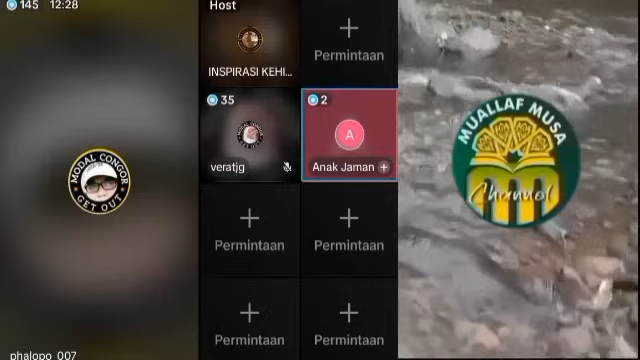 145 12:28
MODAL CONGOR
GET OUT
phalopo_007
Host
INSPIRASI KEHI...
Permintaan
35
veratjg
2
A
Anak Jaman +
Permintaan
Permintaan
Permintaan
Permintaan
MUALLAF MUSA
Channel